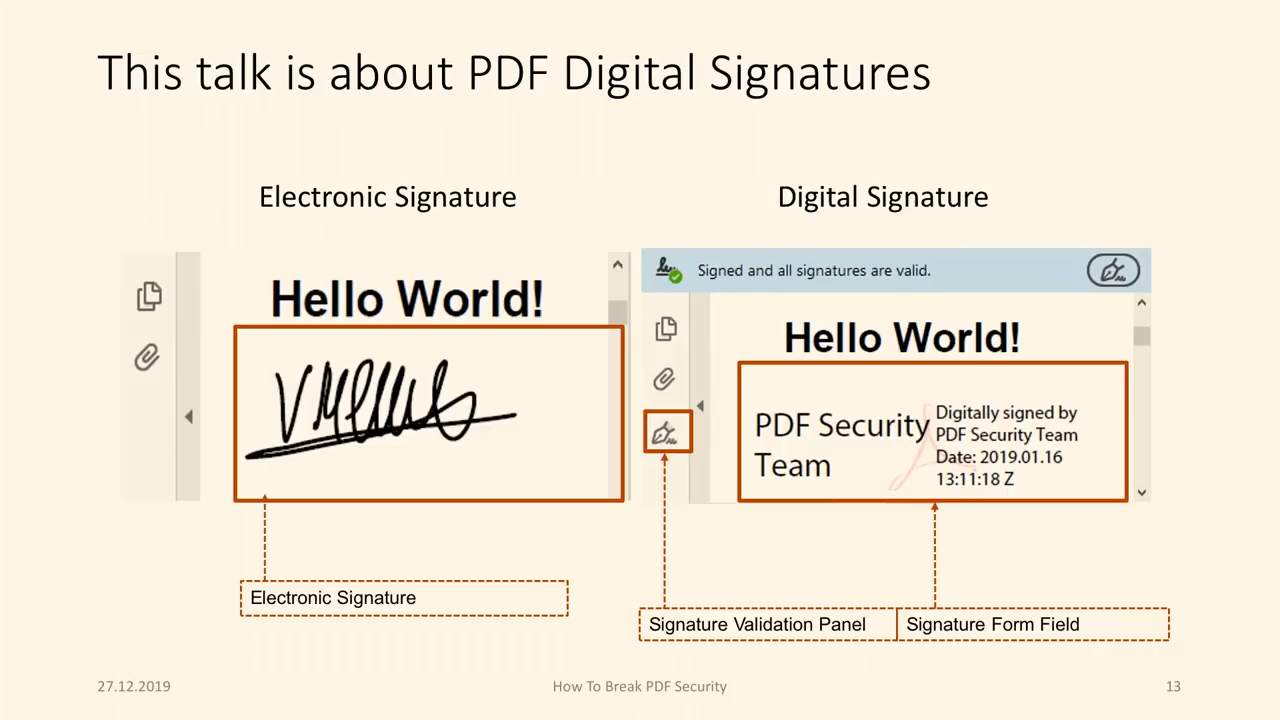 This talk is about PDF Digital Signatures
Electronic Signature
Digital Signature
Hello World!
Signed and all signatures are valid.
Hello World!
PDF Security
Team
Digitally signed by
PDF Security Team
Date: 2019.01.16
13:11:18 Z
Electronic Signature
Signature Validation Panel
Signature Form Field
27.12.2019
How To Break PDF Security
13